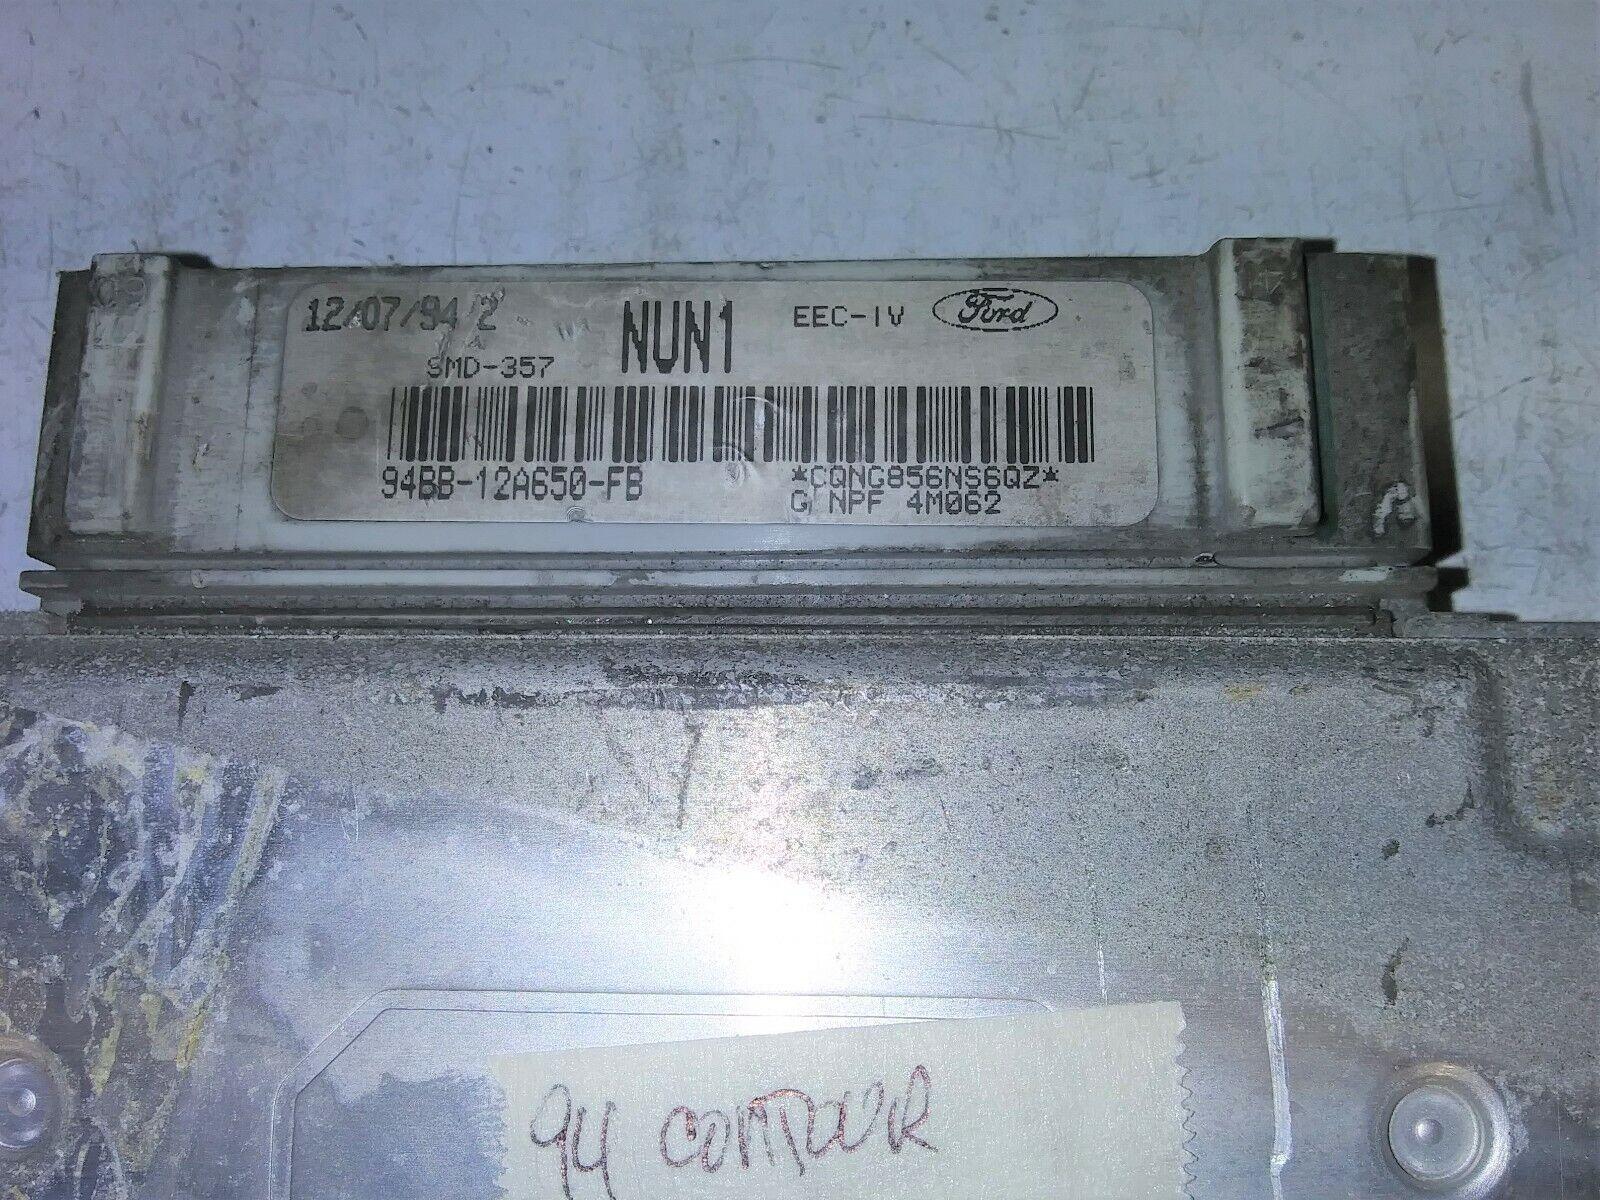 12/07/94 2 NUN1 EEC-IV Ford
SMD-357
94BB-12A650-FB *CQNG856NS6QZ*
G/NPF 4M062
94 CONTOUR